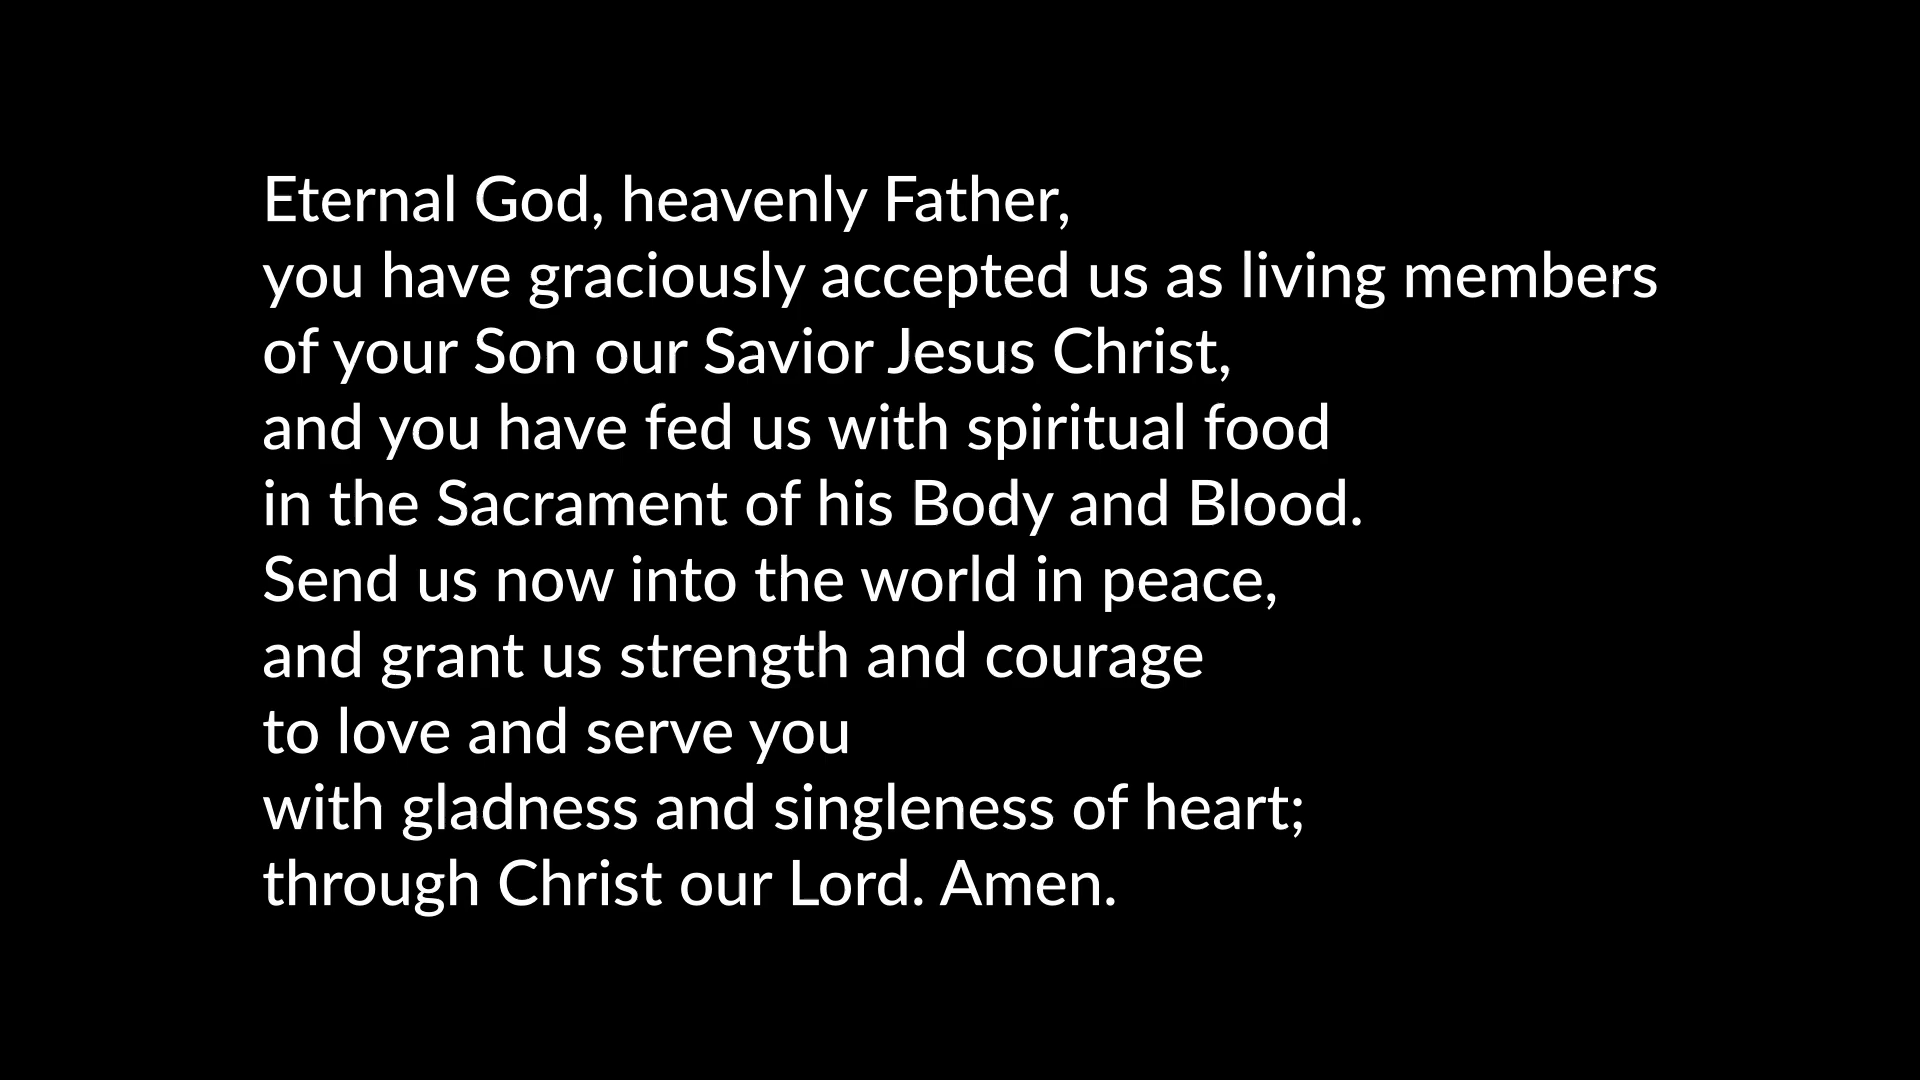 Eternal God, heavenly Father,
you have graciously accepted us as living members
of your Son our Savior Jesus Christ,
and you have fed us with spiritual food
in the Sacrament of his Body and Blood.
Send us now into the world in peace,
and grant us strength and courage
to love and serve you
with gladness and singleness of heart;
through Christ our Lord. Amen.